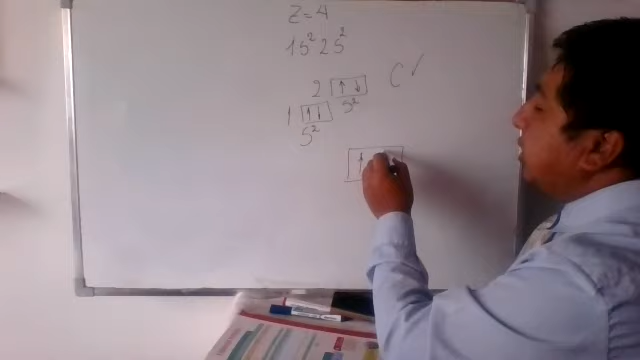 Z=4
1S² 2S²
2 ↑ ↓ C ✓
S²
1 ↑ ↓
S²
↑